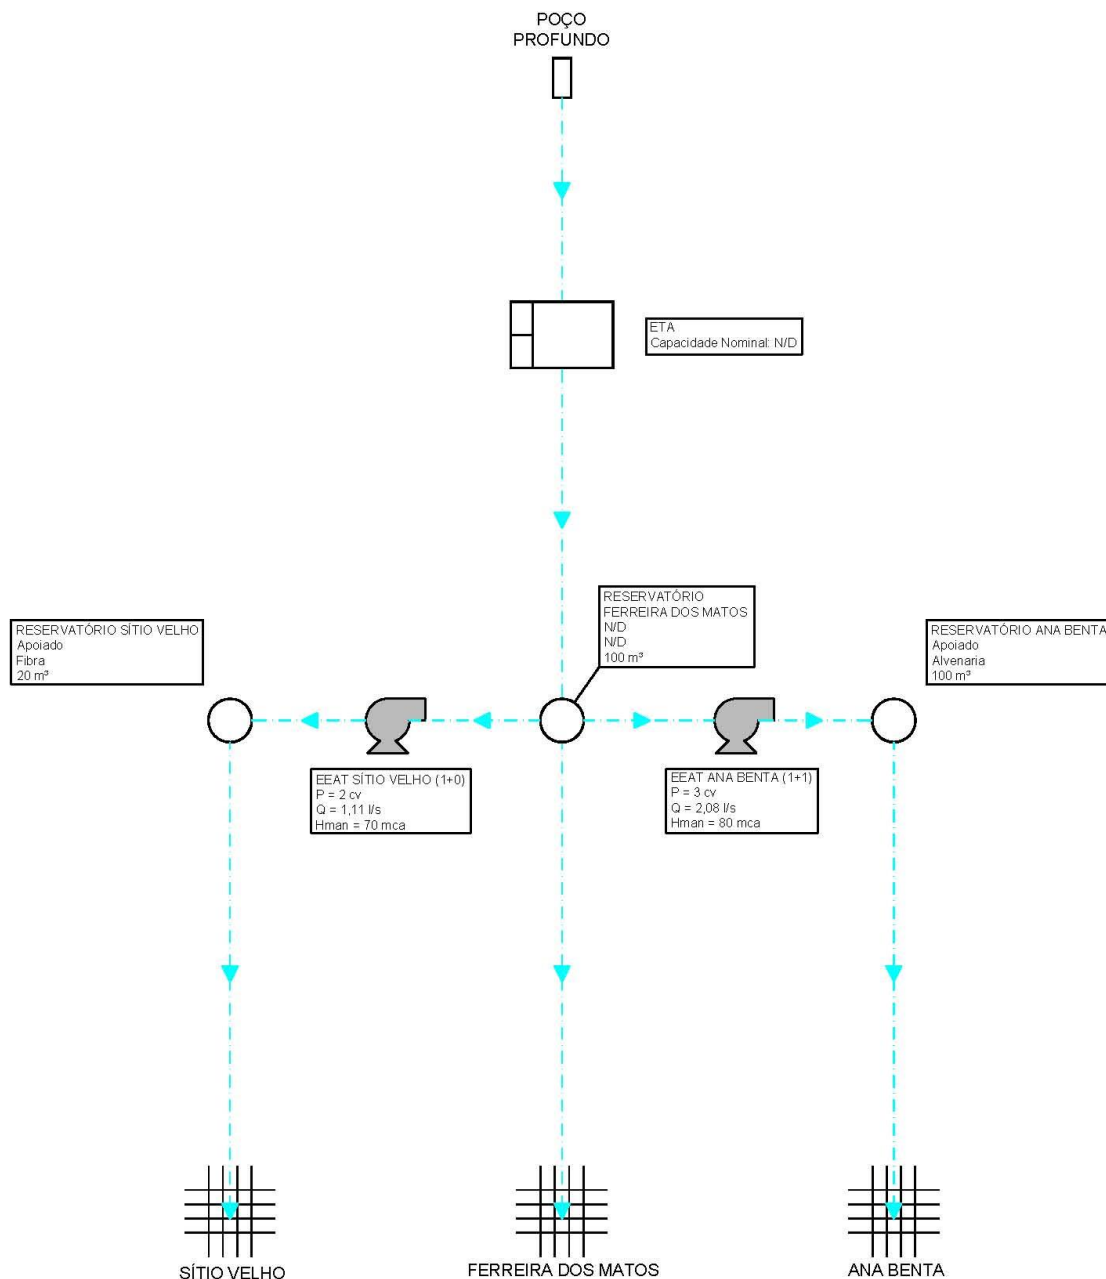 POÇO
PROFUNDO
ETA
Capacidade Nominal: N/D
RESERVATÓRIO
FERREIRA DOS MATOS
N/D
N/D
100 m³
RESERVATÓRIO SÍTIO VELHO
Apoiado
Fibra
20 m³
RESERVATÓRIO ANA BENTA
Apoiado
Alvenaria
100 m³
EEAT SÍTIO VELHO (1+0)
P = 2 cv
Q = 1,11 l/s
Hman = 70 mca
EEAT ANA BENTA (1+1)
P = 3 cv
Q = 2,08 l/s
Hman = 80 mca
SÍTIO VELHO
FERREIRA DOS MATOS
ANA BENTA